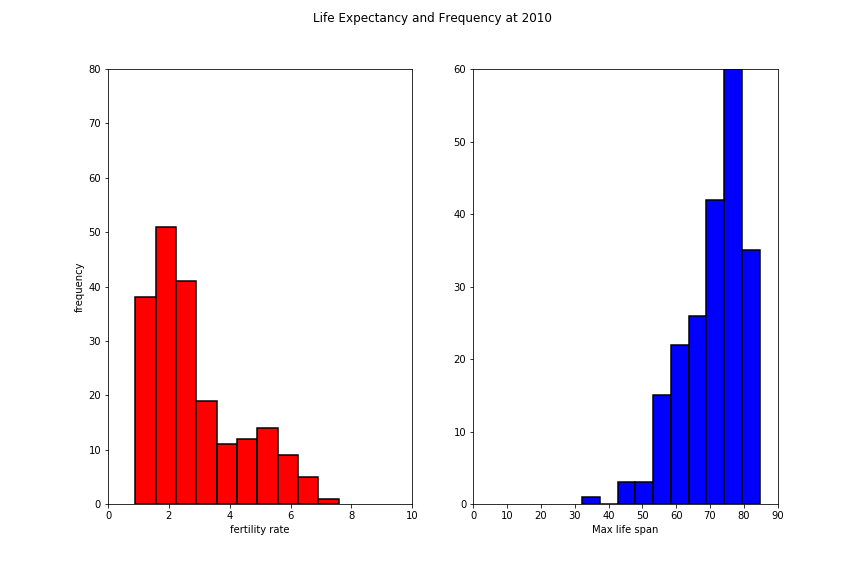 Life Expectancy and Frequency at 2010
80
70
60
50
40
30
20
10
0
frequency
0 2 4 6 8 10
fertility rate
60
50
40
30
20
10
0
0 10 20 30 40 50 60 70 80 90
Max life span